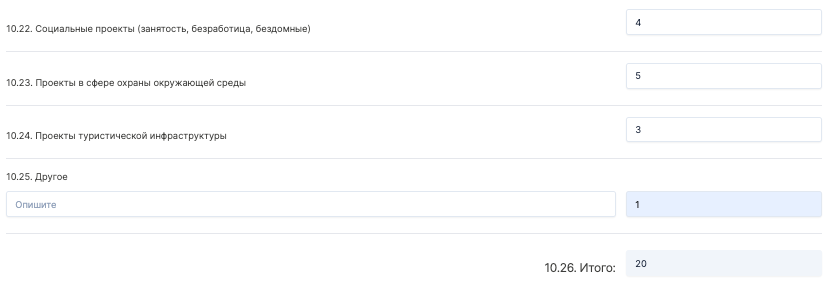 10.22. Социальные проекты (занятость, безработица, бездомные)
4
10.23. Проекты в сфере охраны окружающей среды
5
10.24. Проекты туристической инфраструктуры
3
10.25. Другое
Опишите
1
10.26. Итого:
20